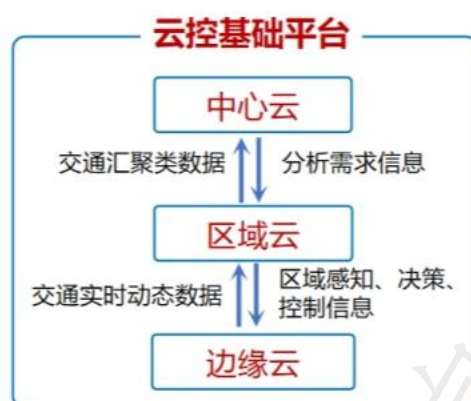 云控基础平台
中心云
交通汇聚类数据
分析需求信息
区域云
交通实时动态数据
区域感知、决策、
控制信息
边缘云